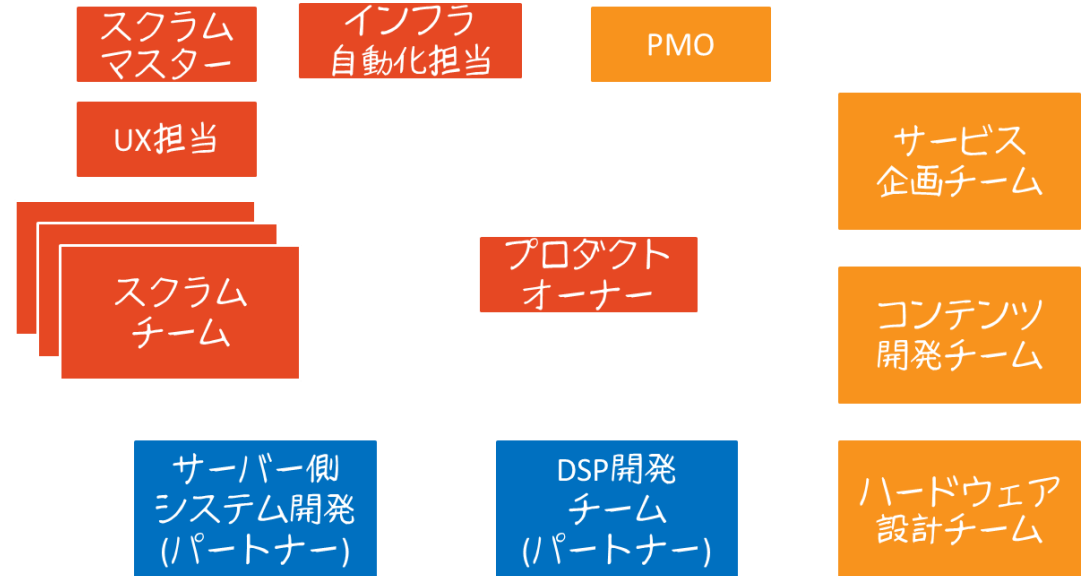 スクラム
マスター
インフラ
自動化担当
PMO
UX担当
サービス
企画チーム
スクラム
チーム
プロダクト
オーナー
コンテンツ
開発チーム
サーバー側
システム開発
(パートナー)
DSP開発
チーム
(パートナー)
ハードウェア
設計チーム